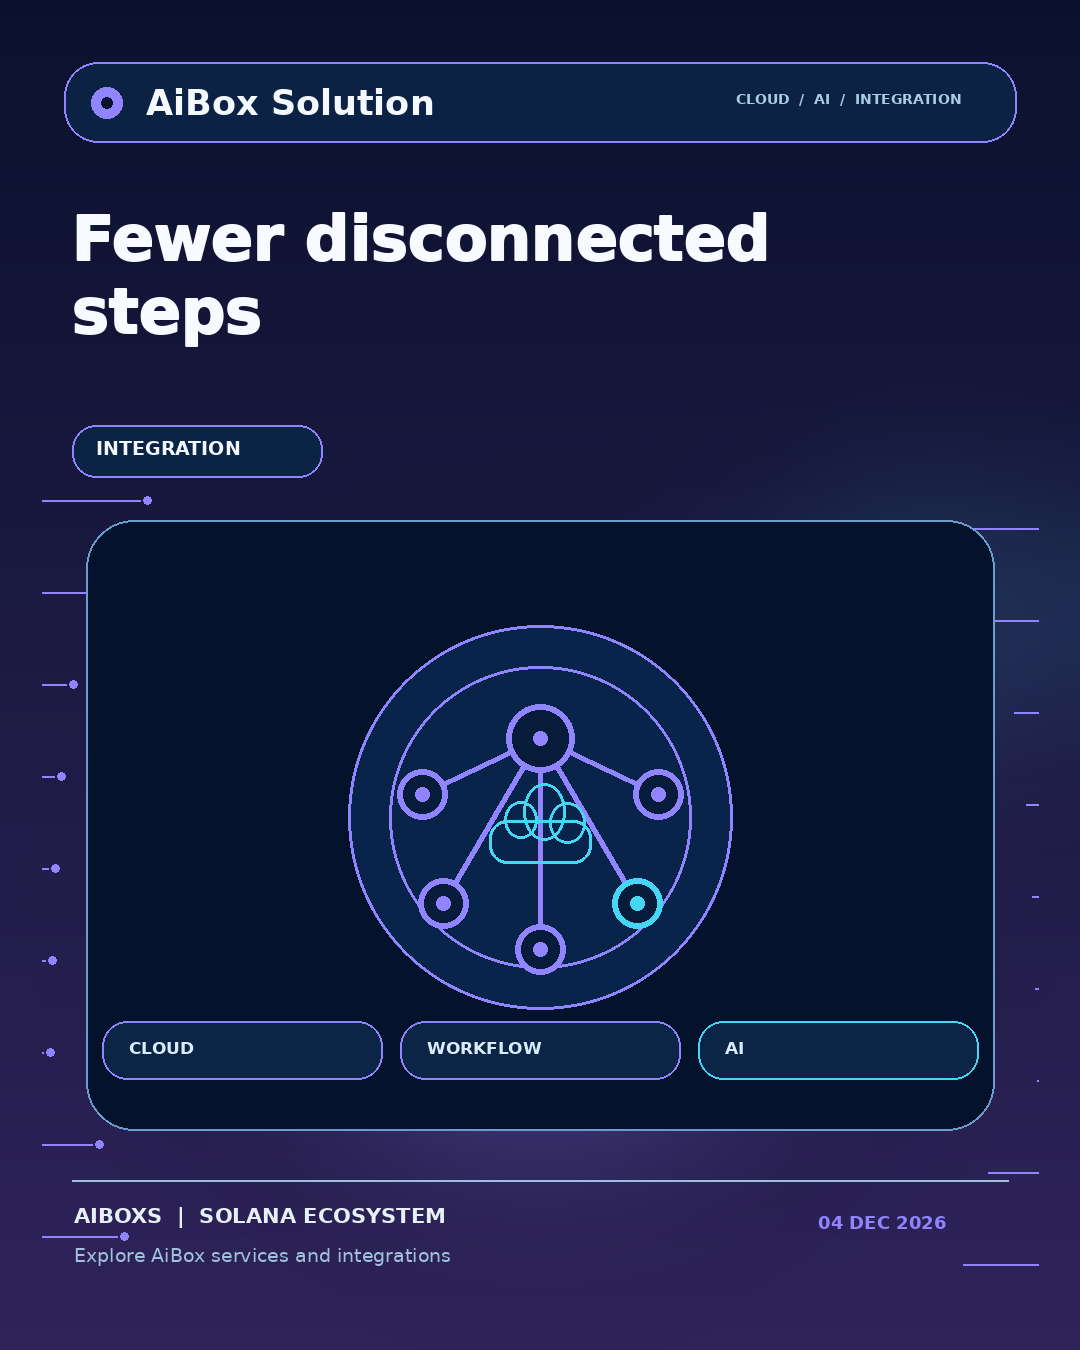 AiBox Solution
CLOUD / AI / INTEGRATION
Fewer disconnected
steps
INTEGRATION
CLOUD
WORKFLOW
AI
AIBOXS | SOLANA ECOSYSTEM
04 DEC 2026
Explore AiBox services and integrations